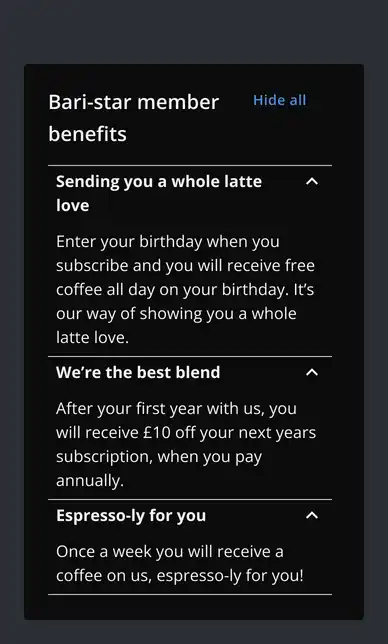 Bari-star member
Hide all
benefits
Sending you a whole latte
love
Enter your birthday when you
subscribe and you will receive free
coffee all day on your birthday. It’s
our way of showing you a whole
latte love.
We’re the best blend
After your first year with us, you
will receive £10 off your next years
subscription, when you pay
annually.
Espresso-ly for you
Once a week you will receive a
coffee on us, espresso-ly for you!